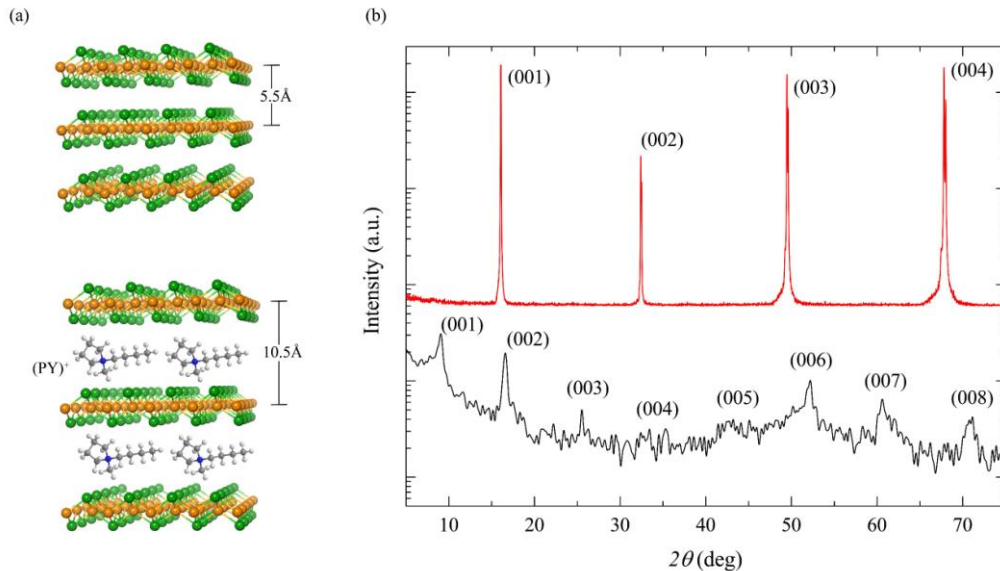 (a)
5.5Å
10.5Å
(PY)⁺
(b)
(001)
(002)
(003)
(004)
(001)
(002)
(003)
(004)
(005)
(006)
(007)
(008)
Intensity (a.u.)
10 20 30 40 50 60 70
2θ (deg)